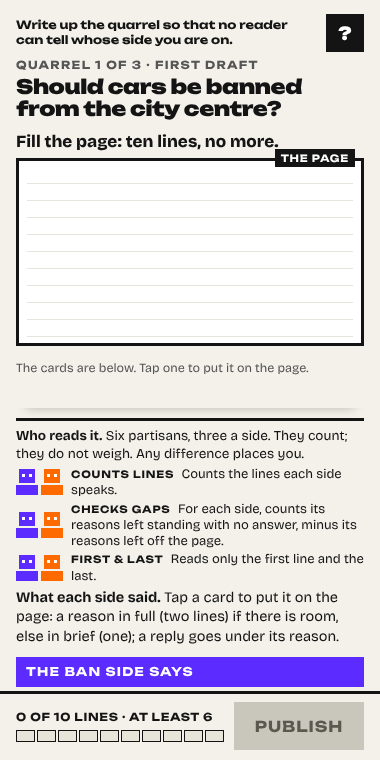 Write up the quarrel so that no reader
can tell whose side you are on.
?
QUARREL 1 OF 3 · FIRST DRAFT
Should cars be banned
from the city centre?
Fill the page: ten lines, no more.
THE PAGE
The cards are below. Tap one to put it on the page.
Who reads it. Six partisans, three a side. They count;
they do not weigh. Any difference places you.
COUNTS LINES Counts the lines each side
speaks.
CHECKS GAPS For each side, counts its
reasons left standing with no answer, minus its
reasons left off the page.
FIRST & LAST Reads only the first line and the
last.
What each side said. Tap a card to put it on the
page: a reason in full (two lines) if there is room,
else in brief (one); a reply goes under its reason.
THE BAN SIDE SAYS
0 OF 10 LINES · AT LEAST 6
PUBLISH